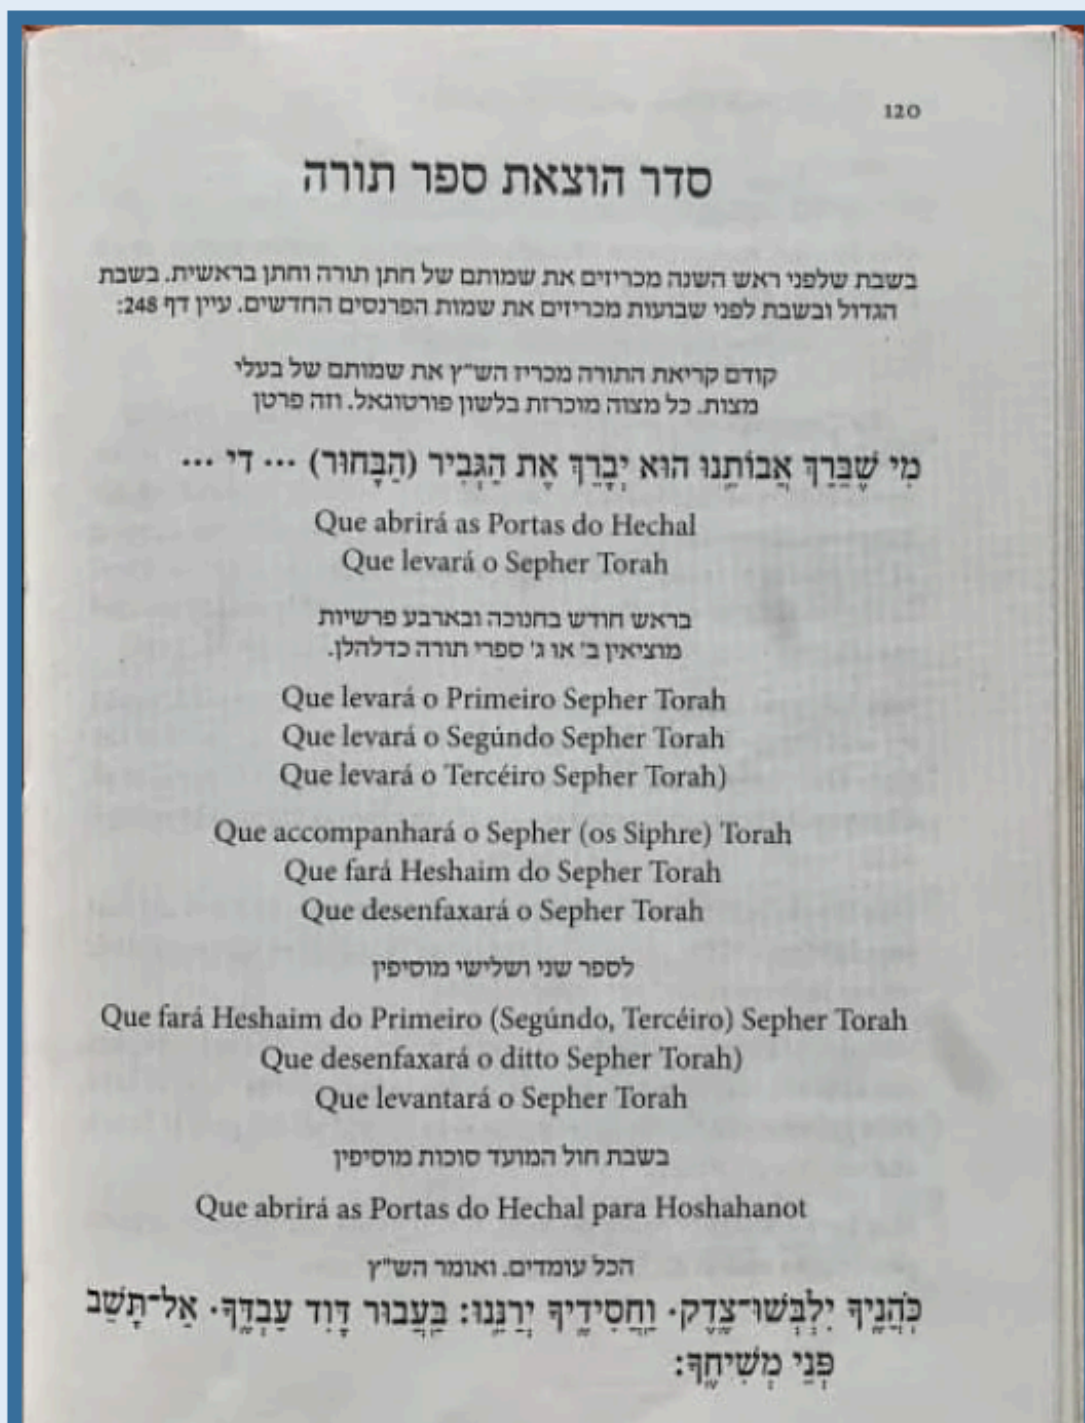 120
סדר הוצאת ספר תורה
בשבת שלפני ראש השנה מכריזים את שמותם של חתן תורה וחתן בראשית. בשבת
הגדול ובשבת לפני שבועות מכריזים את שמות הפרנסים החדשים. עיין דף 248:
קודם קריאת התורה מכריז הש״ץ את שמותם של בעלי
מצות. כל מצוה מוכרזת בלשון פורטוגאל. וזה פרטן
מִי שֶׁבֵּרַךְ אֲבוֹתֵֽנוּ הוּא יְבָרֵךְ אֶת הַגְּבִיר (הַבָּחוּר) ... דִי ...
Que abrirá as Portas do Hechal
Que levará o Sepher Torah
בראש חודש בחנוכה ובארבע פרשיות
מוציאין ב׳ או ג׳ ספרי תורה כדלהלן.
Que levará o Primeiro Sepher Torah
Que levará o Segúndo Sepher Torah
Que levará o Tercéiro Sepher Torah)
Que accompanhará o Sepher (os Siphre) Torah
Que fará Heshaim do Sepher Torah
Que desenfaxará o Sepher Torah
לספר שני ושלישי מוסיפין
Que fará Heshaim do Primeiro (Segúndo, Tercéiro) Sepher Torah
Que desenfaxará o ditto Sepher Torah)
Que levantará o Sepher Torah
בשבת חול המועד סוכות מוסיפין
Que abrirá as Portas do Hechal para Hoshahanot
הכל עומדים. ואומר הש"ץ
כֹּֽהֲנֶֽיךָ יִלְבְּשׁוּ־צֶֽדֶק· וַֽחֲסִידֶֽיךָ יְרַנֵּֽנוּ: בַּֽעֲבוּר דָּוִד עַבְדֶּֽךָ· אַל־תָּשֵׁב
פְּנֵי מְשִׁיחֶֽךָ: